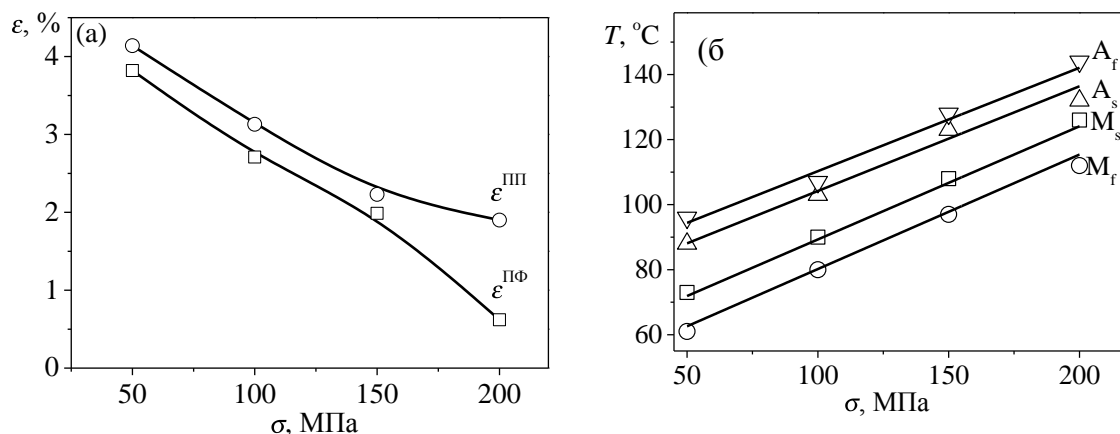 ε, %
(a)
4
3
2
1
0
50 100 150 200
σ, МПа
ε^ПП
ε^ПФ
T, °C
(б
140
120
100
80
60
50 100 150 200
σ, МПа
A_f
A_s
M_s
M_f